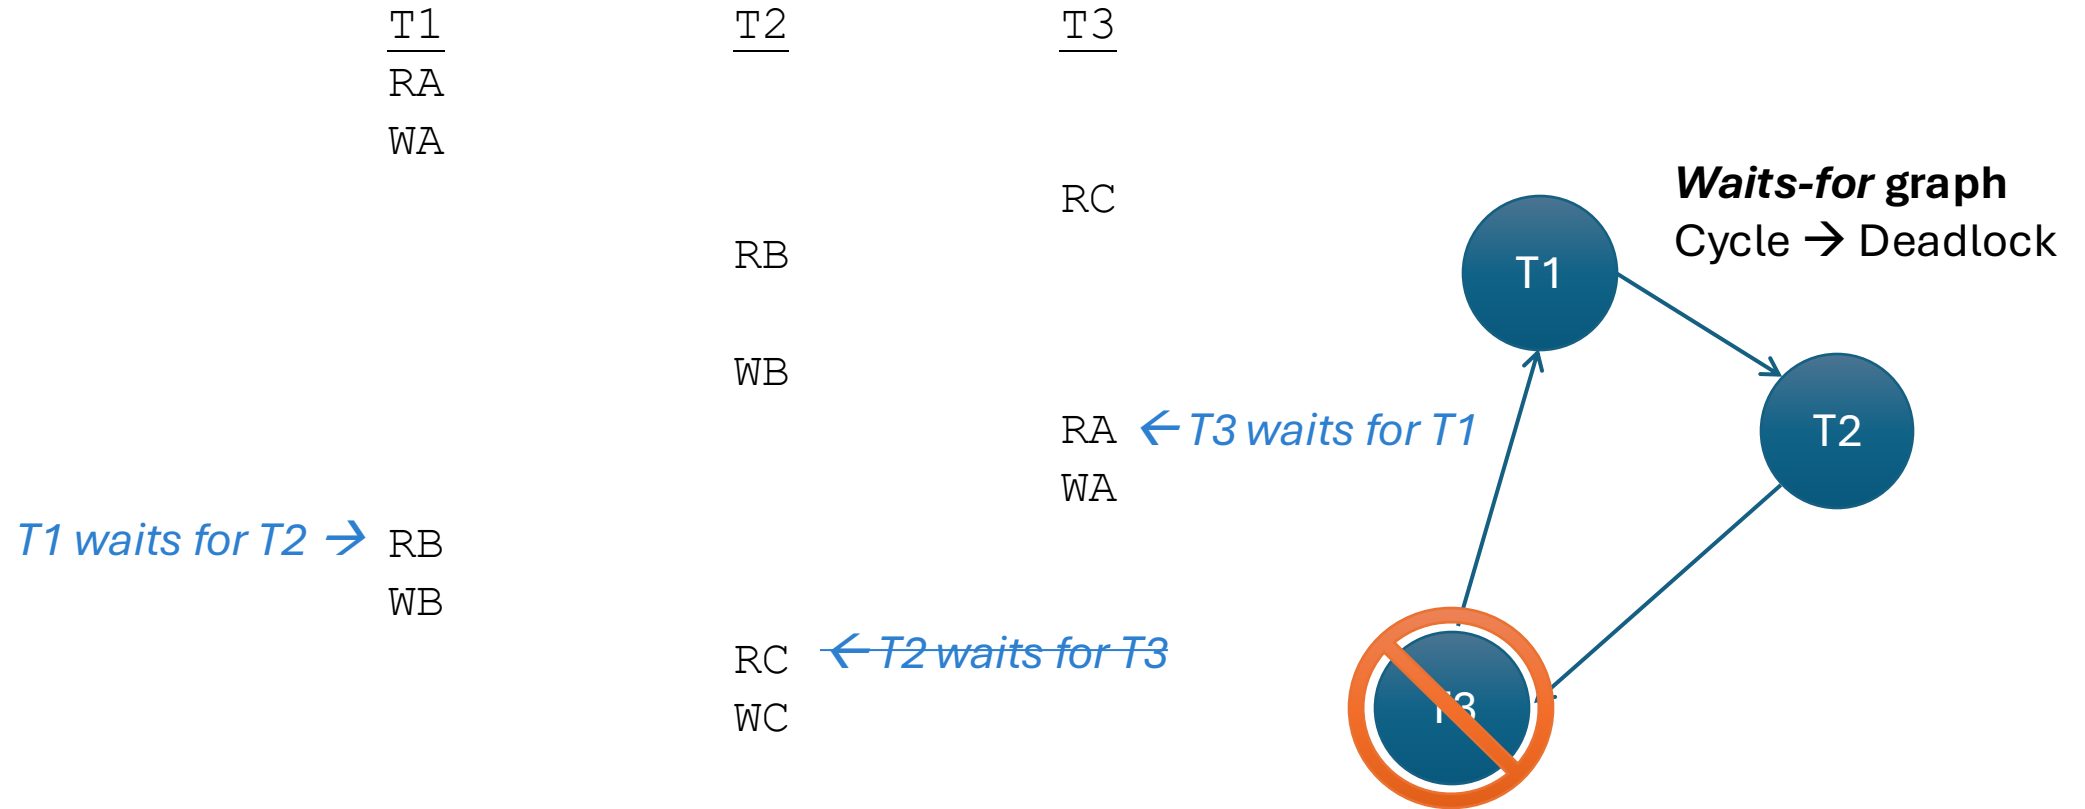 T1 T2 T3
RA
WA
RC
RB
WB
RA ← T3 waits for T1
WA
T1 waits for T2 → RB
WB
RC ← T2 waits for T3
WC
Waits-for graph
Cycle → Deadlock
T1
T2
T3